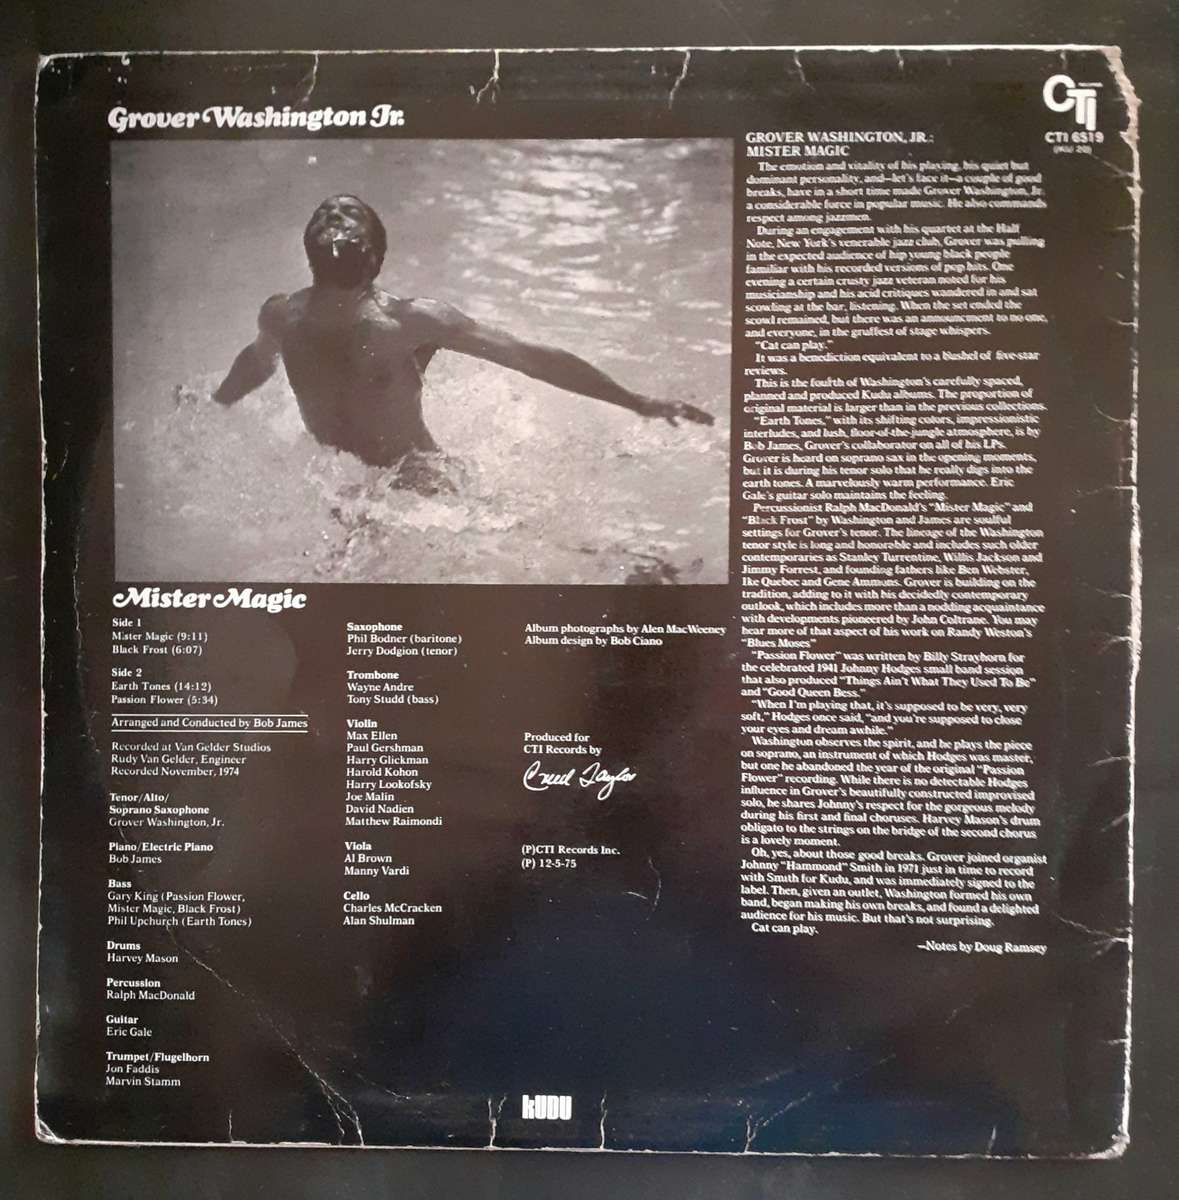 Grover Washington Jr.
CTI
CTI 6519
(KU 20)
GROVER WASHINGTON, JR.:
MISTER MAGIC
The emotion and vitality of his playing, his quiet but
dominant personality, and—let's face it—a couple of good
breaks, have in a short time made Grover Washington, Jr.
a considerable force in popular music. He also commands
respect among jazzmen.
During an engagement with his quartet at the Half
Note, New York's venerable jazz club, Grover was pulling
in the expected audience of hip young black people
familiar with his recorded versions of pop hits. One
evening a certain crusty jazz veteran noted for his
musicianship and his acid critiques wandered in and sat
scowling at the bar, listening. When the set ended the
scowl remained, but there was an announcement to no one,
and everyone, in the gruffest of stage whispers.
"Cat can play."
It was a benediction equivalent to a bushel of five-star
reviews.
This is the fourth of Washington's carefully spaced,
planned and produced Kudu albums. The proportion of
original material is larger than in the previous collections.
"Earth Tones," with its shifting colors, impressionistic
interludes, and lush, floor-of-the-jungle atmosphere, is by
Bob James, Grover's collaborator on all of his LPs.
Grover is heard on soprano sax in the opening moments,
but it is during his tenor solo that he really digs into the
earth tones. A marvelously warm performance. Eric
Gale's guitar solo maintains the feeling.
Percussionist Ralph MacDonald's "Mister Magic" and
"Black Frost" by Washington and James are soulful
settings for Grover's tenor. The lineage of the Washington
tenor style is long and honorable and includes such older
contemporaries as Stanley Turrentine, Willis Jackson and
Jimmy Forrest, and founding fathers like Ben Webster,
Ike Quebec and Gene Ammons. Grover is building on the
tradition, adding to it with his decidedly contemporary
outlook, which includes more than a nodding acquaintance
with developments pioneered by John Coltrane. You may
hear more of that aspect of his work on Randy Weston's
"Blues Moses"
"Passion Flower" was written by Billy Strayhorn for
the celebrated 1941 Johnny Hodges small band session
that also produced "Things Ain't What They Used To Be"
and "Good Queen Bess."
"When I'm playing that, it's supposed to be very, very
soft," Hodges once said, "and you're supposed to close
your eyes and dream awhile."
Washington observes the spirit, and he plays the piece
on soprano, an instrument of which Hodges was master,
but one he abandoned the year of the original "Passion
Flower" recording. While there is no detectable Hodges
influence in Grover's beautifully constructed improvised
solo, he shares Johnny's respect for the gorgeous melody
during his first and final choruses. Harvey Mason's drum
obligato to the strings on the bridge of the second chorus
is a lovely moment.
Oh, yes, about those good breaks. Grover joined organist
Johnny "Hammond" Smith in 1971 just in time to record
with Smith for Kudu, and was immediately signed to the
label. Then, given an outlet, Washington formed his own
band, began making his own breaks, and found a delighted
audience for his music. But that's not surprising.
Cat can play.
—Notes by Doug Ramsey
Mister Magic
Side 1
Mister Magic (9:11)
Black Frost (6:07)
Side 2
Earth Tones (14:12)
Passion Flower (5:34)
Arranged and Conducted by Bob James
Recorded at Van Gelder Studios
Rudy Van Gelder, Engineer
Recorded November, 1974
Tenor/Alto/
Soprano Saxophone
Grover Washington, Jr.
Piano/Electric Piano
Bob James
Bass
Gary King (Passion Flower,
Mister Magic, Black Frost)
Phil Upchurch (Earth Tones)
Drums
Harvey Mason
Percussion
Ralph MacDonald
Guitar
Eric Gale
Trumpet/Flugelhorn
Jon Faddis
Marvin Stamm
Saxophone
Phil Bodner (baritone)
Jerry Dodgion (tenor)
Trombone
Wayne Andre
Tony Studd (bass)
Violin
Max Ellen
Paul Gershman
Harry Glickman
Harold Kohon
Harry Lookofsky
Joe Malin
David Nadien
Matthew Raimondi
Viola
Al Brown
Manny Vardi
Cello
Charles McCracken
Alan Shulman
Album photographs by Alen MacWeeney
Album design by Bob Ciano
Produced for
CTI Records by
Creed Taylor
(P)CTI Records Inc.
(P) 12-5-75
kUDU